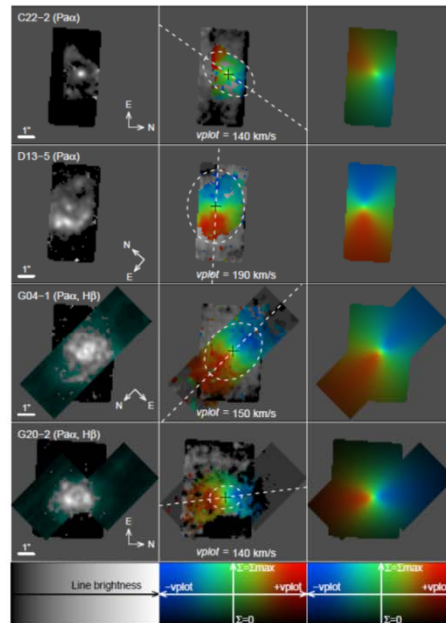 C22-2 (Paα)
E
N
1"
vplot = 140 km/s
D13-5 (Paα)
N
E
1"
vplot = 190 km/s
G04-1 (Paα, Hβ)
N
E
1"
vplot = 150 km/s
G20-2 (Paα, Hβ)
E
N
1"
vplot = 140 km/s
Line brightness
Σ=Σmax
Σ=Σmax
−vplot
+vplot
−vplot
+vplot
Σ=0
Σ=0